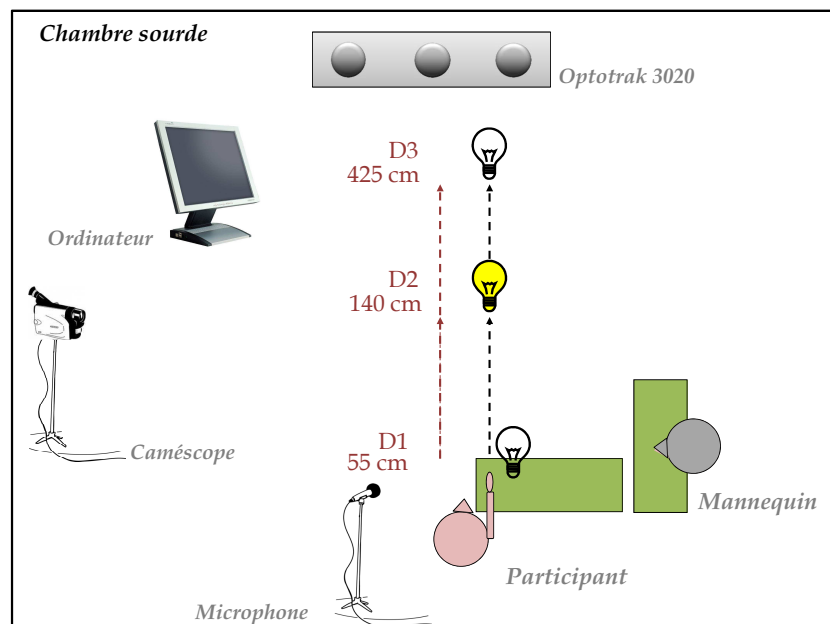 Chambre sourde
Optotrak 3020
D3
425 cm
Ordinateur
D2
140 cm
Caméscope
D1
55 cm
Mannequin
Participant
Microphone